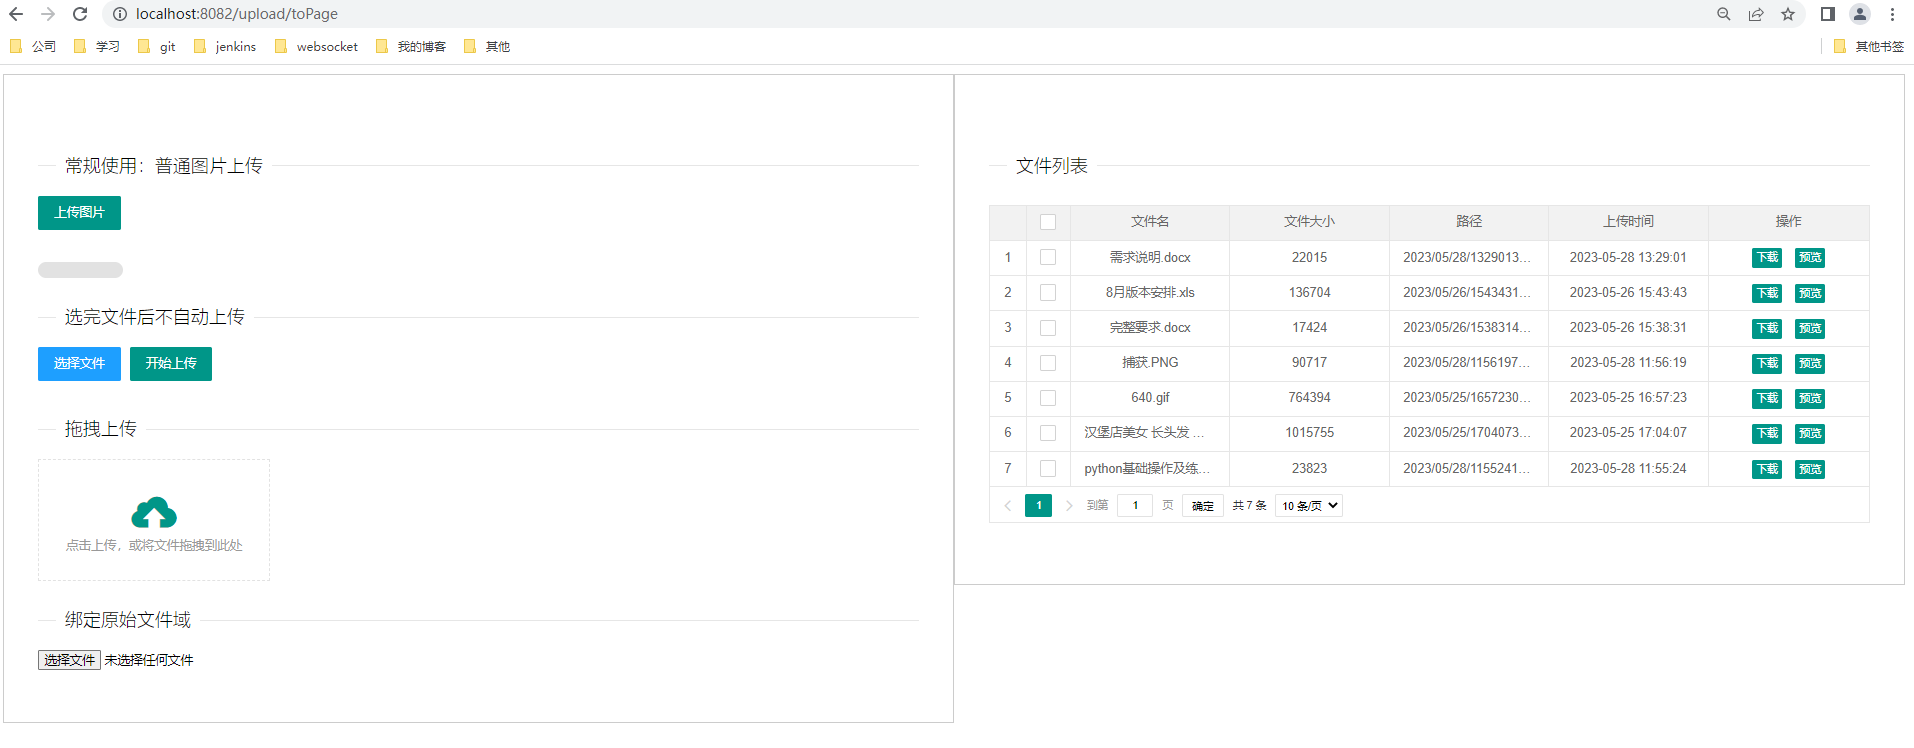 localhost:8082/upload/toPage
公司 学习 git jenkins websocket 我的博客 其他 其他书签
常规使用：普通图片上传
上传图片
选完文件后不自动上传
选择文件 开始上传
拖拽上传
点击上传，或将文件拖拽到此处
绑定原始文件域
选择文件 未选择任何文件
文件列表
文件名 文件大小 路径 上传时间 操作
1 需求说明.docx 22015 2023/05/28/1329013... 2023-05-28 13:29:01 下载 预览
2 8月版本安排.xls 136704 2023/05/26/1543431... 2023-05-26 15:43:43 下载 预览
3 完整要求.docx 17424 2023/05/26/1538314... 2023-05-26 15:38:31 下载 预览
4 捕获.PNG 90717 2023/05/28/1156197... 2023-05-28 11:56:19 下载 预览
5 640.gif 764394 2023/05/25/1657230... 2023-05-25 16:57:23 下载 预览
6 汉堡店美女 长头发 ... 1015755 2023/05/25/1704073... 2023-05-25 17:04:07 下载 预览
7 python基础操作及练... 23823 2023/05/28/1155241... 2023-05-28 11:55:24 下载 预览
1 到第 1 页 确定 共 7 条 10 条/页